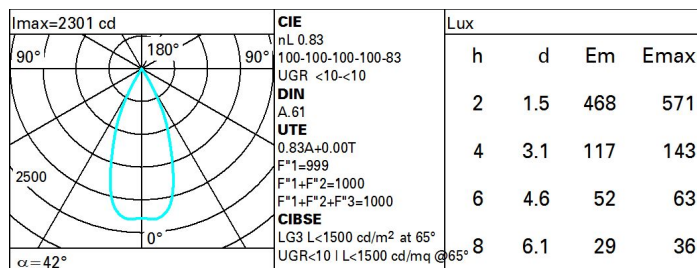 Imax=2301 cd
90° 180° 90°
2500
0°
α=42°
CIE
nL 0.83
100-100-100-100-83
UGR <10-<10
DIN
A.61
UTE
0.83A+0.00T
F"1=999
F"1+F"2=1000
F"1+F"2+F"3=1000
CIBSE
LG3 L<1500 cd/m² at 65°
UGR<10 | L<1500 cd/mq @65°
Lux
h d Em Emax
2 1.5 468 571
4 3.1 117 143
6 4.6 52 63
8 6.1 29 36